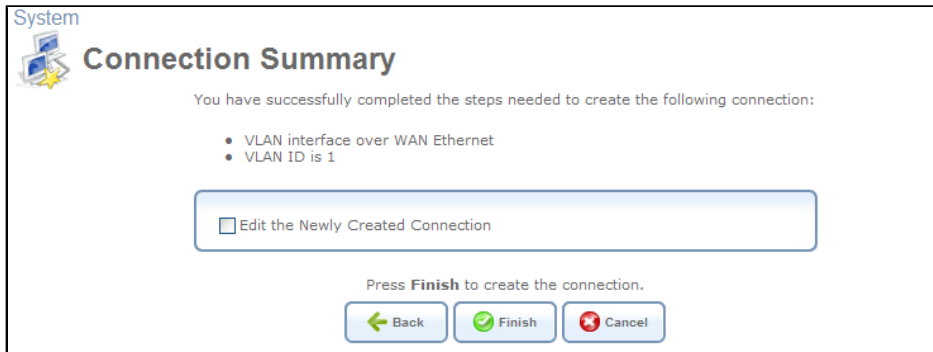 System
Connection Summary
You have successfully completed the steps needed to create the following connection:
• VLAN interface over WAN Ethernet
• VLAN ID is 1
Edit the Newly Created Connection
Press Finish to create the connection.
Back Finish Cancel